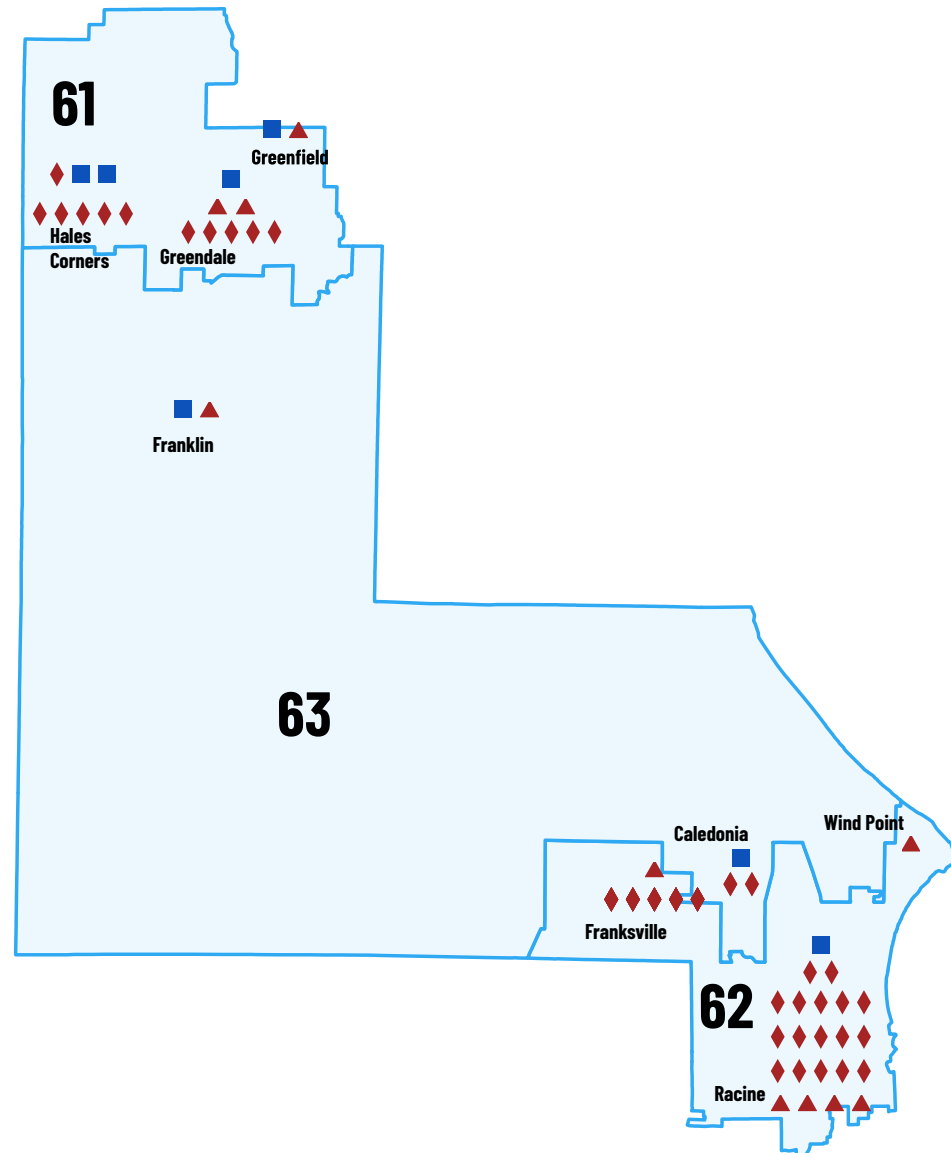 61
Greenfield
Hales
Corners
Greendale
Franklin
63
Caledonia
Wind Point
Franksville
62
Racine